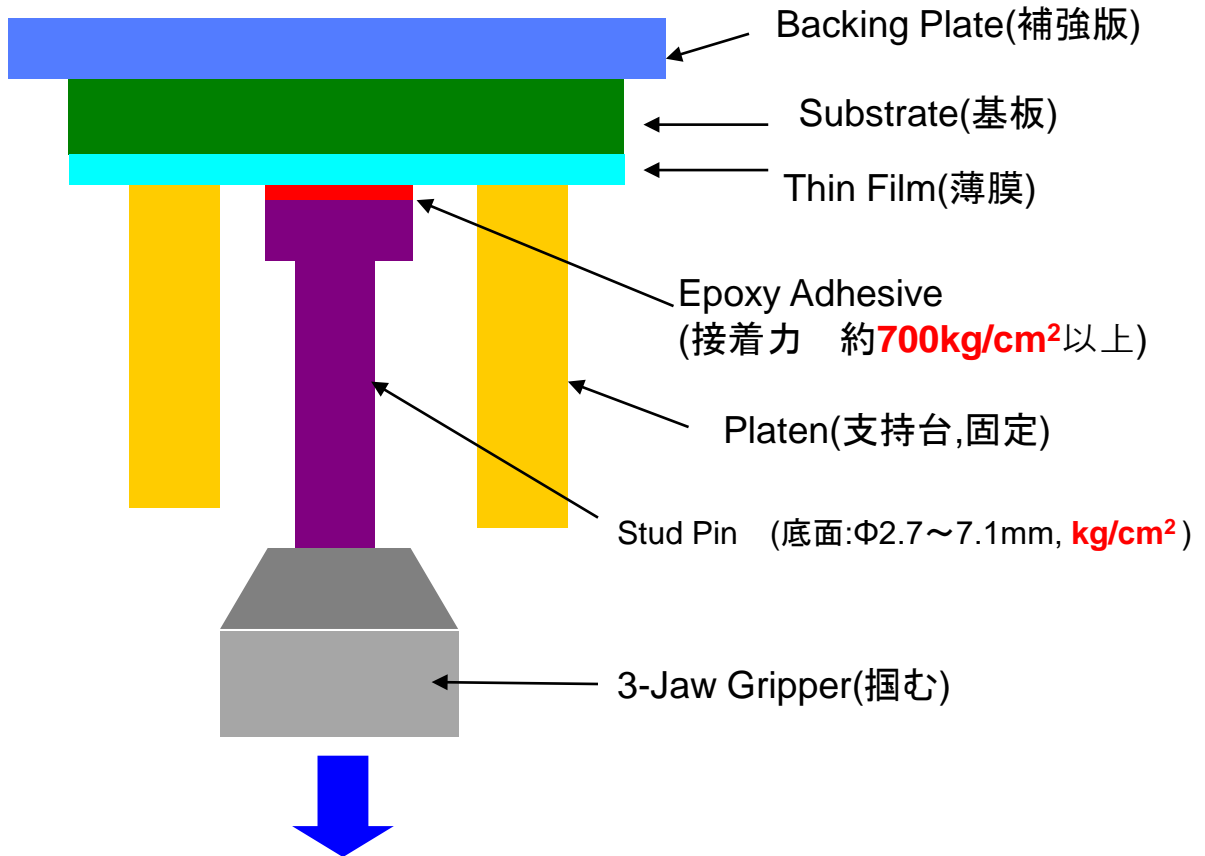 Backing Plate(補強版)
Substrate(基板)
Thin Film(薄膜)
Epoxy Adhesive
(接着力　約700kg/cm²以上)
Platen(支持台,固定)
Stud Pin　(底面:Φ2.7～7.1mm, kg/cm²)
3-Jaw Gripper(掴む)